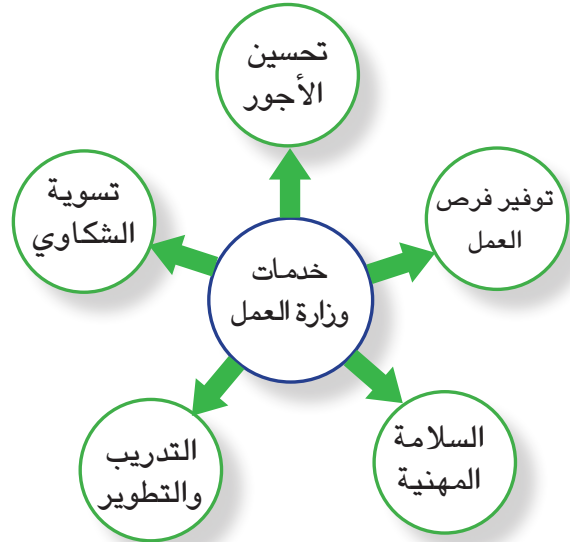 تحسين
الأجور
توفير فرص
العمل
تسوية
الشكاوي
خدمات
وزارة العمل
السلامة
المهنية
التدريب
والتطوير